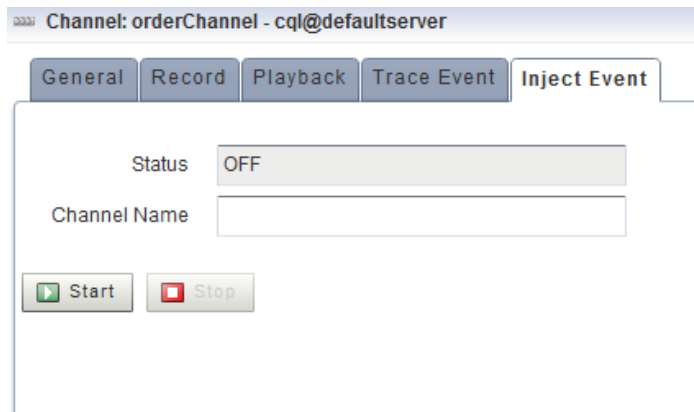 Channel: orderChannel - cql@defaultserver
General Record Playback Trace Event Inject Event
Status OFF
Channel Name
Start Stop